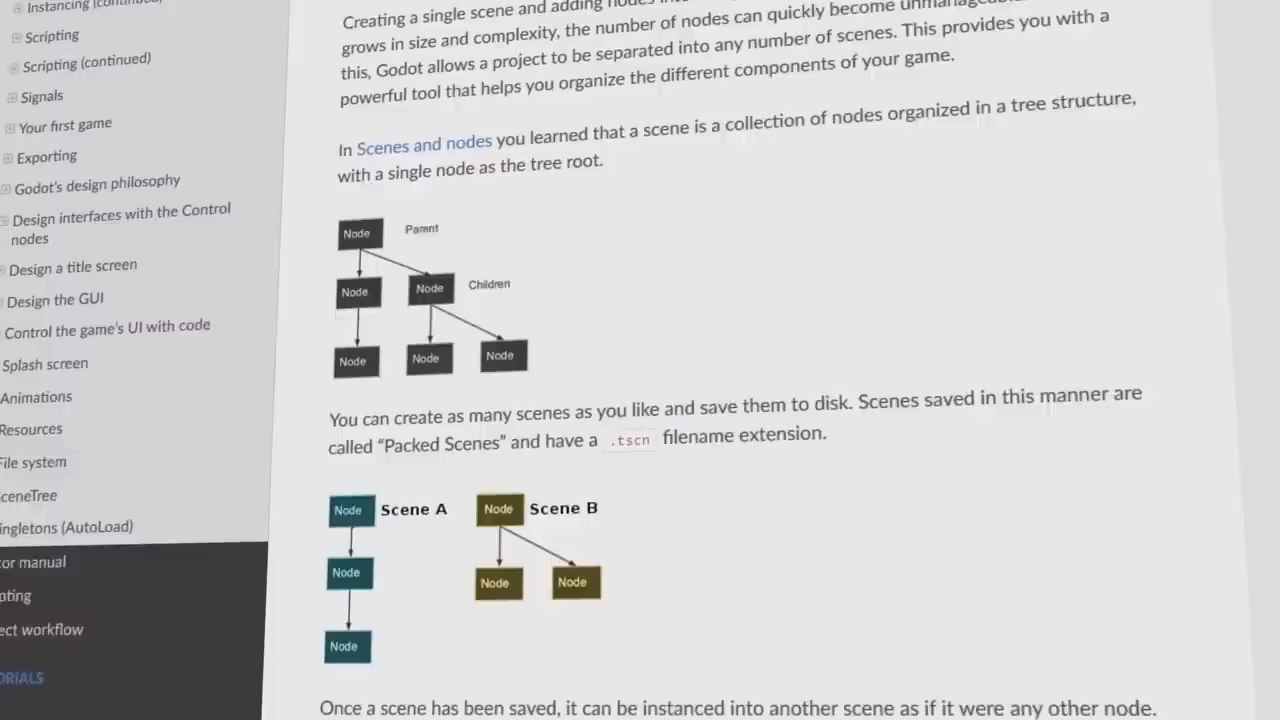 Instancing (continued)
Scripting
Scripting (continued)
Signals
Your first game
Exporting
Godot's design philosophy
Design interfaces with the Control
nodes
Design a title screen
Design the GUI
Control the game's UI with code
Splash screen
Animations
Resources
File system
SceneTree
ingletons (AutoLoad)
or manual
pting
ect workflow
ORIALS
Creating a single scene and adding nodes
grows in size and complexity, the number of nodes can quickly become unmanageable.
this, Godot allows a project to be separated into any number of scenes. This provides you with a
powerful tool that helps you organize the different components of your game.
In Scenes and nodes you learned that a scene is a collection of nodes organized in a tree structure,
with a single node as the tree root.
Node Parent
Node Node Children
Node Node Node
You can create as many scenes as you like and save them to disk. Scenes saved in this manner are
called “Packed Scenes” and have a .tscn filename extension.
Node Scene A Node Scene B
Node Node Node
Node
Once a scene has been saved, it can be instanced into another scene as if it were any other node.